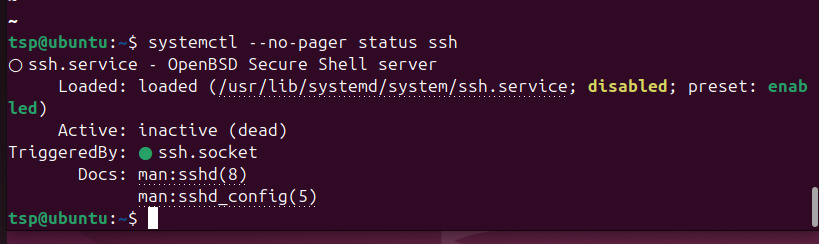 ~
tsp@ubuntu:~$ systemctl --no-pager status ssh
○ ssh.service - OpenBSD Secure Shell server
     Loaded: loaded (/usr/lib/systemd/system/ssh.service; disabled; preset: enab
led)
     Active: inactive (dead)
TriggeredBy: ● ssh.socket
       Docs: man:sshd(8)
             man:sshd_config(5)
tsp@ubuntu:~$